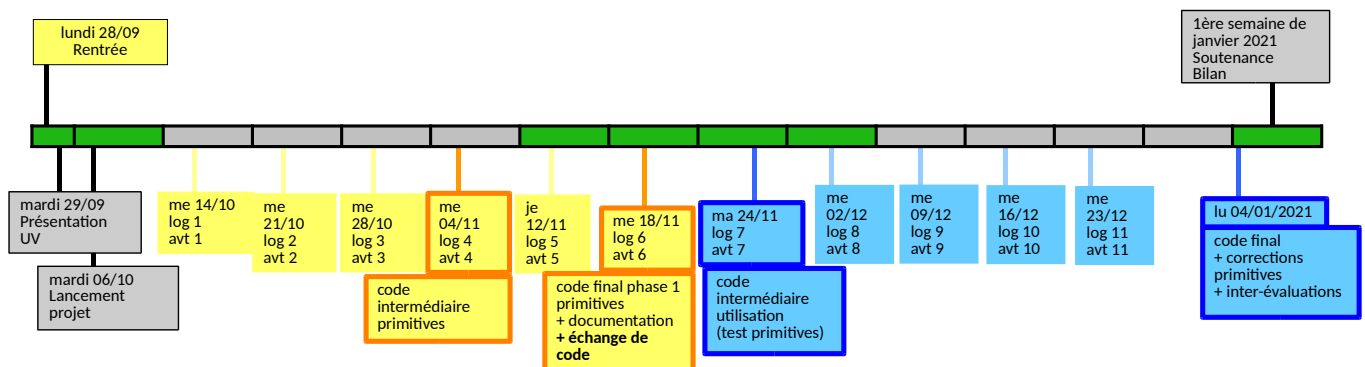 lundi 28/09
Rentrée
1ère semaine de
janvier 2021
Soutenance
Bilan
mardi 29/09
Présentation
UV
mardi 06/10
Lancement
projet
me 14/10
log 1
avt 1
me
21/10
log 2
avt 2
me
28/10
log 3
avt 3
me
04/11
log 4
avt 4
code
intermédiaire
primitives
je
12/11
log 5
avt 5
me 18/11
log 6
avt 6
code final phase 1
primitives
+ documentation
+ échange de
code
ma 24/11
log 7
avt 7
code
intermédiaire
utilisation
(test primitives)
me
02/12
log 8
avt 8
me
09/12
log 9
avt 9
me
16/12
log 10
avt 10
me
23/12
log 11
avt 11
lu 04/01/2021
code final
+ corrections
primitives
+ inter-évaluations